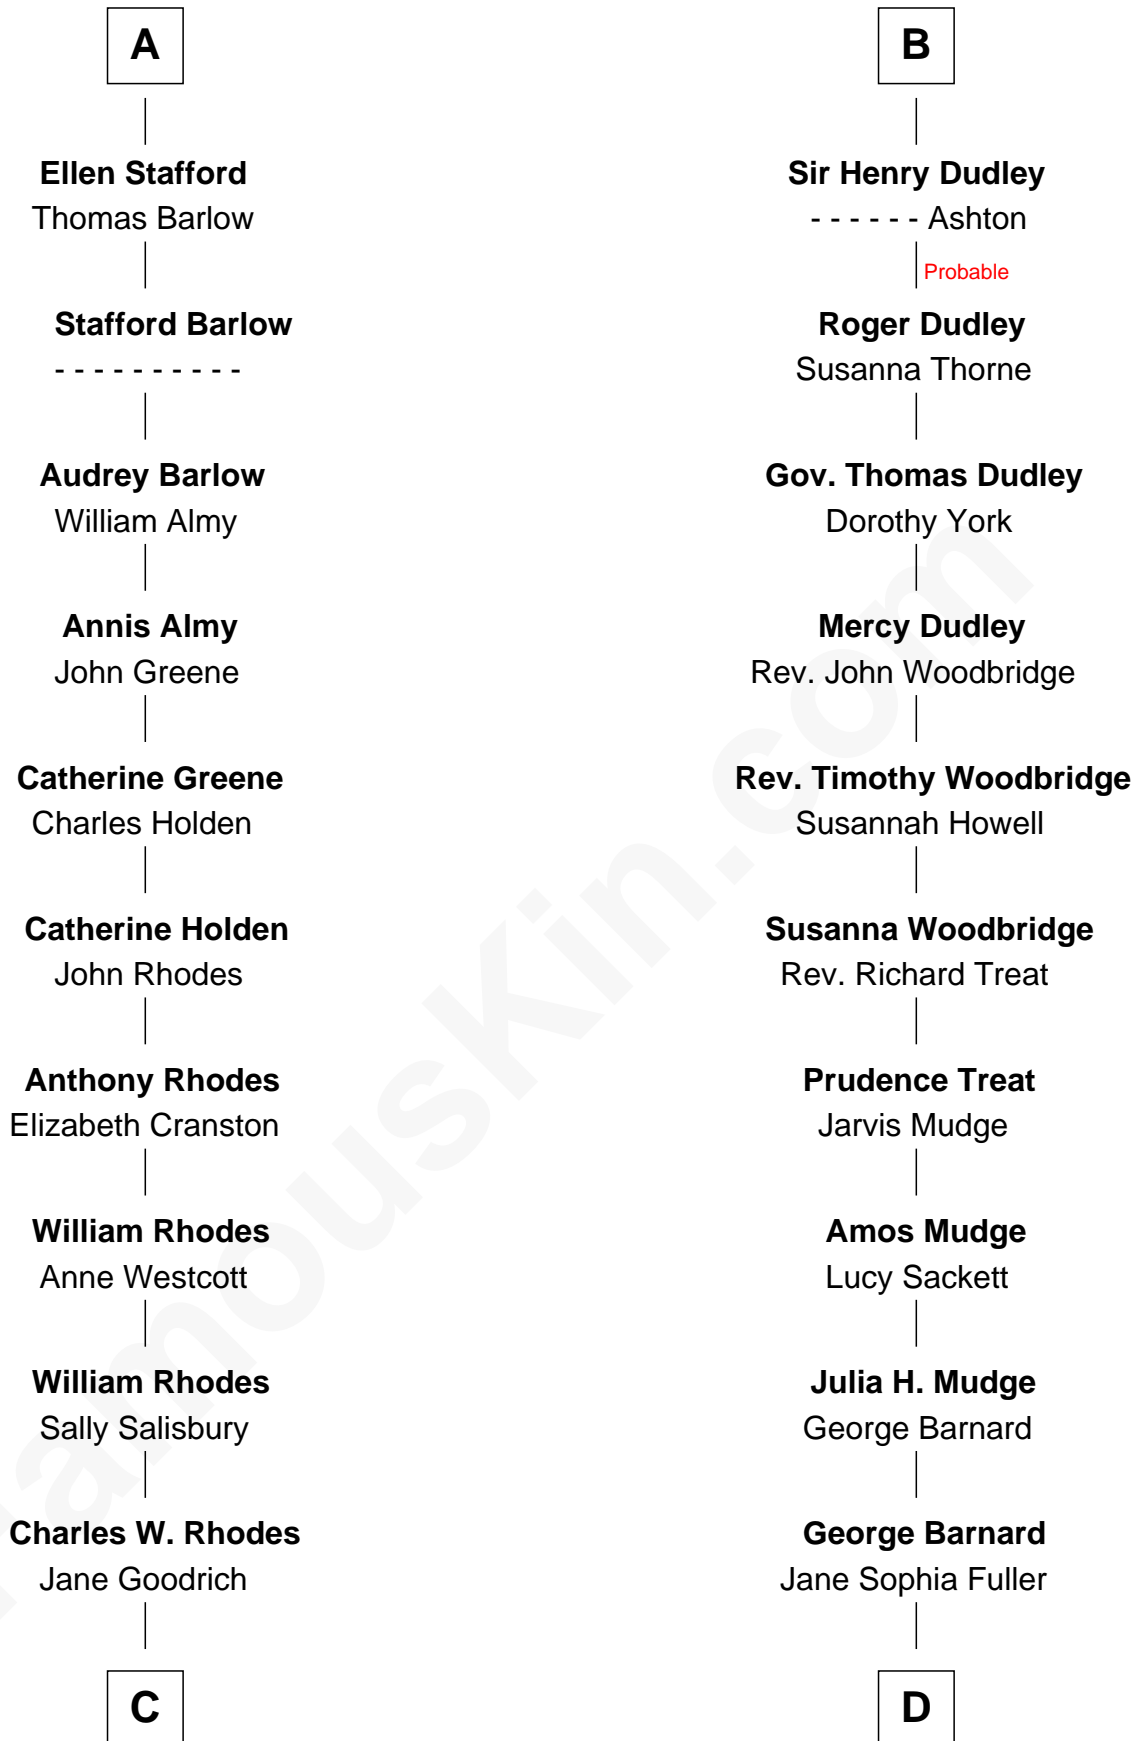 A
Ellen Stafford
Thomas Barlow
Stafford Barlow
- - - - - - - - - -
Audrey Barlow
William Almy
Annis Almy
John Greene
Catherine Greene
Charles Holden
Catherine Holden
John Rhodes
Anthony Rhodes
Elizabeth Cranston
William Rhodes
Anne Westcott
William Rhodes
Sally Salisbury
Charles W. Rhodes
Jane Goodrich
C
B
Sir Henry Dudley
- - - - - - Ashton
Probable
Roger Dudley
Susanna Thorne
Gov. Thomas Dudley
Dorothy York
Mercy Dudley
Rev. John Woodbridge
Rev. Timothy Woodbridge
Susannah Howell
Susanna Woodbridge
Rev. Richard Treat
Prudence Treat
Jarvis Mudge
Amos Mudge
Lucy Sackett
Julia H. Mudge
George Barnard
George Barnard
Jane Sophia Fuller
D
FamousKin.com